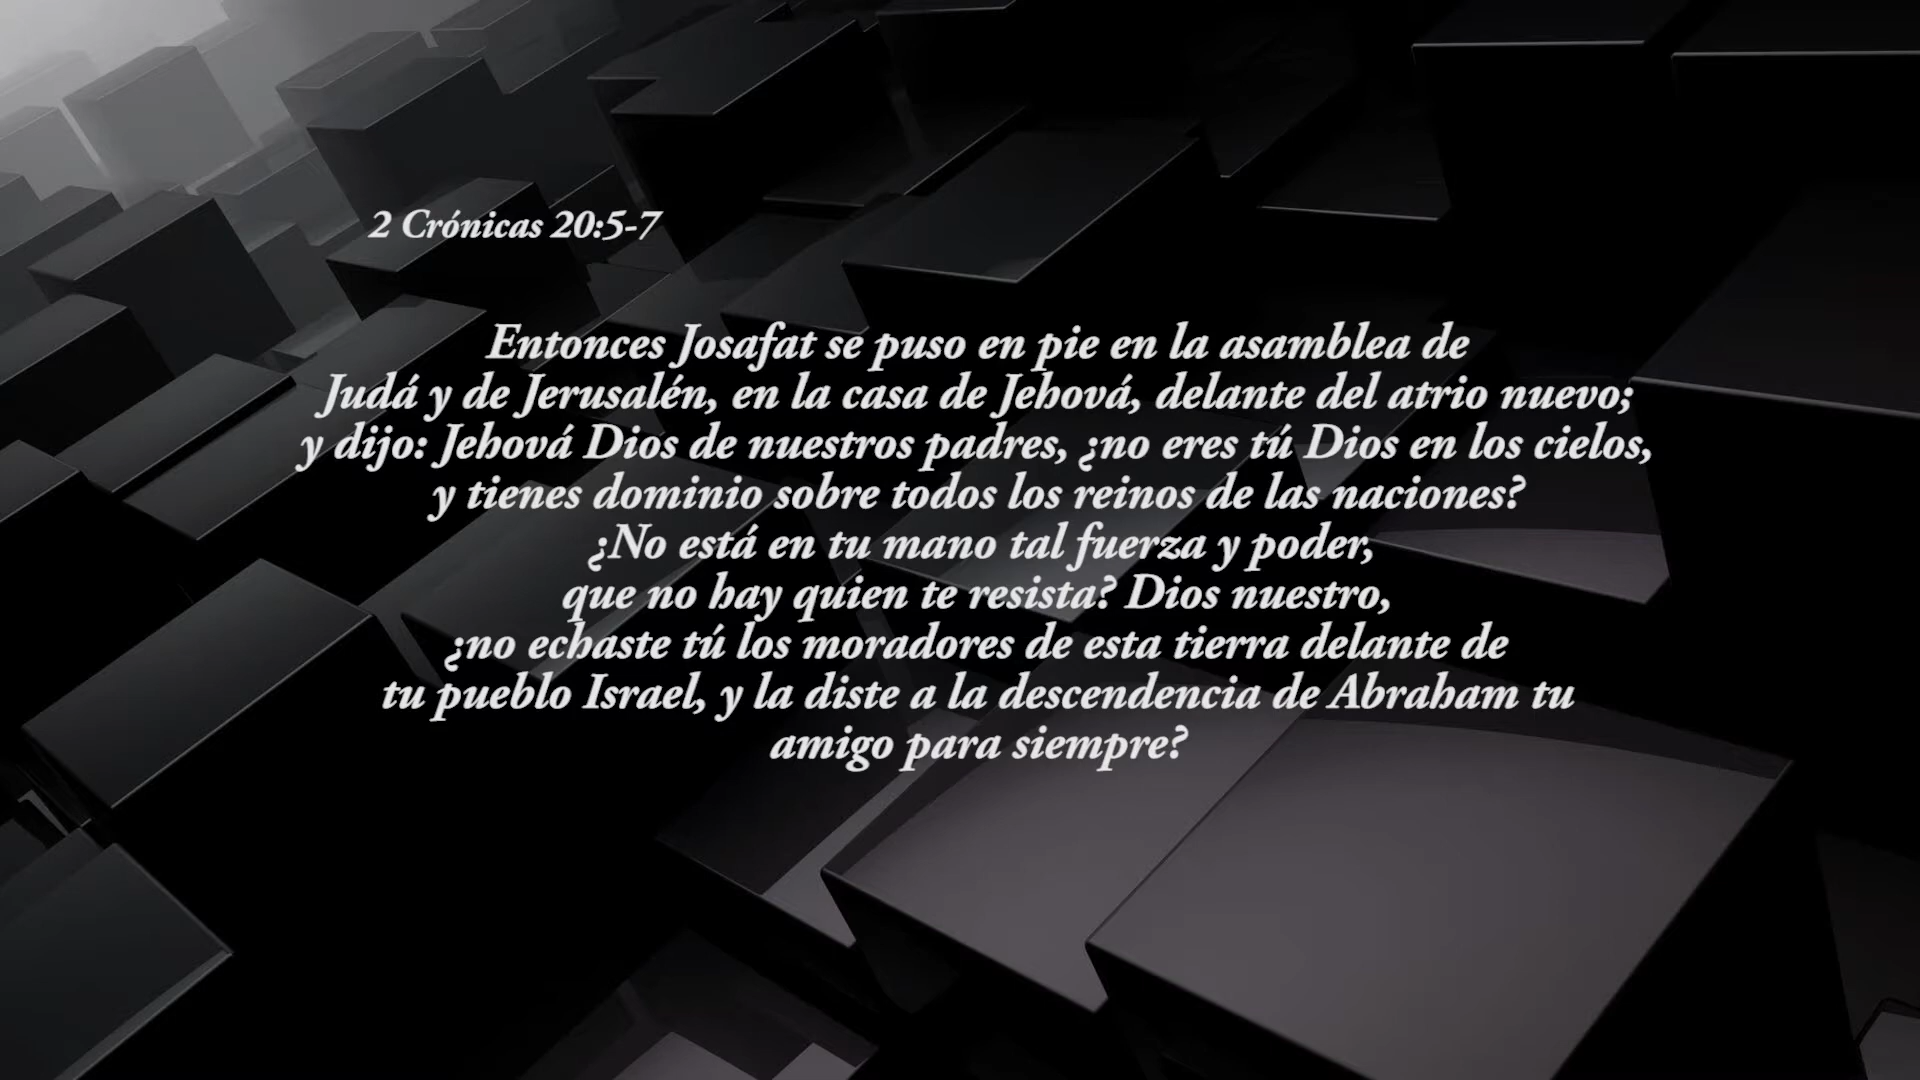 2 Crónicas 20:5-7
Entonces Josafat se puso en pie en la asamblea de
Judá y de Jerusalén, en la casa de Jehová, delante del atrio nuevo;
y dijo: Jehová Dios de nuestros padres, ¿no eres tú Dios en los cielos,
y tienes dominio sobre todos los reinos de las naciones?
¿No está en tu mano tal fuerza y poder,
que no hay quien te resista? Dios nuestro,
¿no echaste tú los moradores de esta tierra delante de
tu pueblo Israel, y la diste a la descendencia de Abraham tu
amigo para siempre?